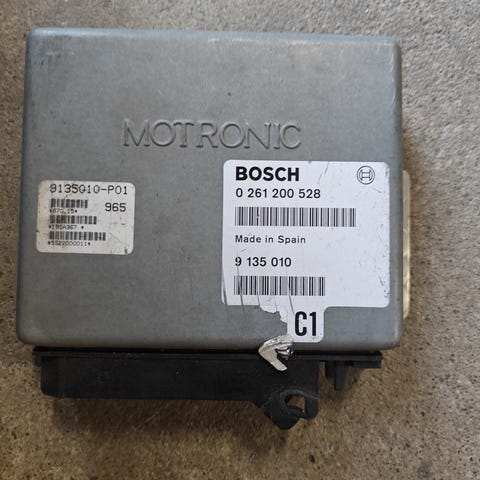 MOTRONIC
9135010-P01
965
BOSCH
0 261 200 528
Made in Spain
9 135 010
C1